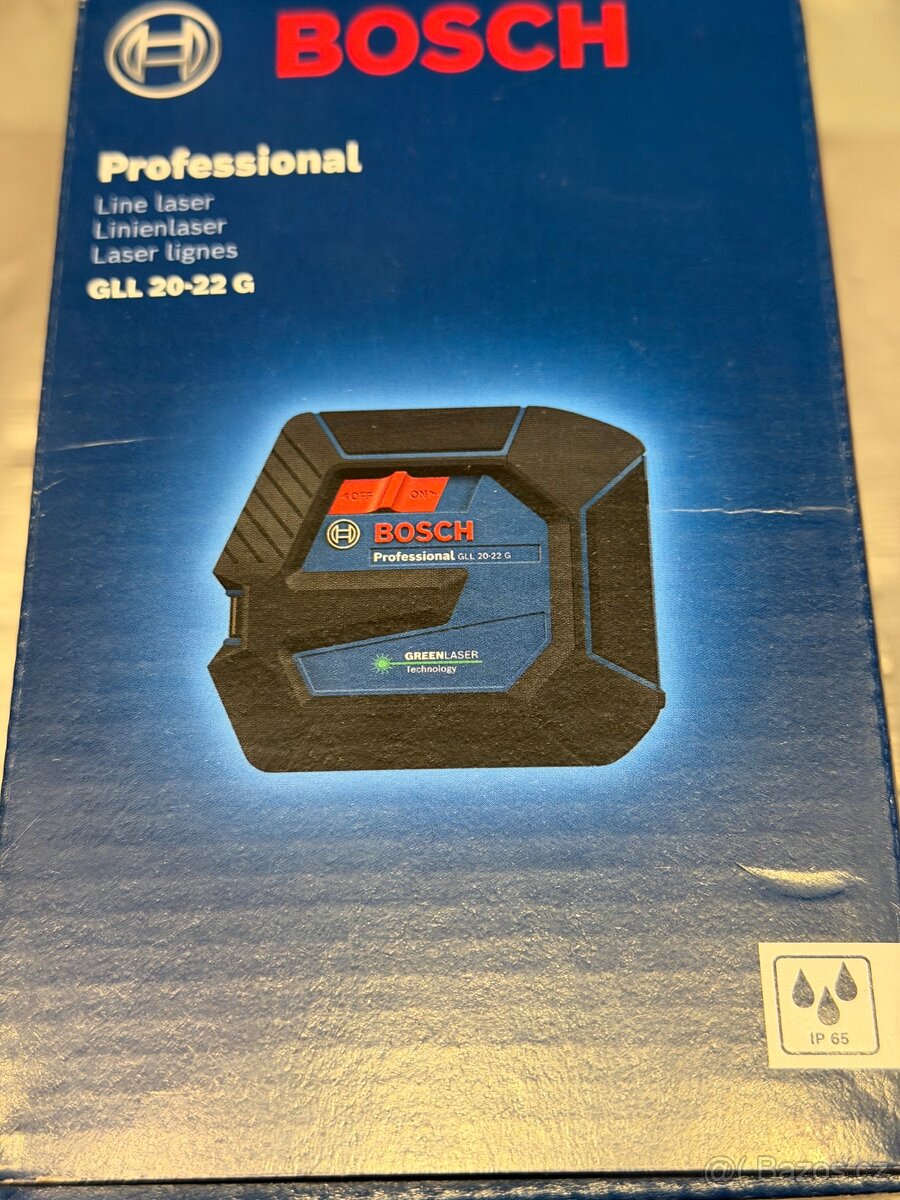 BOSCH
Professional
Line laser
Linienlaser
Laser lignes
GLL 20-22 G
OFF ON
BOSCH
Professional GLL 20-22 G
GREENLASER
Technology
IP 65
Bazos.cz